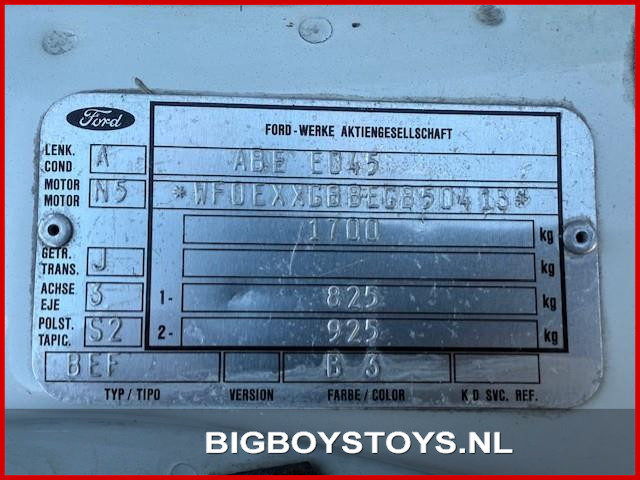 Ford
FORD-WERKE AKTIENGESELLSCHAFT
LENK.
COND A ABE E845
MOTOR
MOTOR N5 *WF0EXXGBBEGB50413*
1700 kg
GETR.
TRANS. J kg
ACHSE
EJE 3 1- 825 kg
POLST.
TAPIC. S2 2- 925 kg
BEF B 3
TYP / TIPO VERSION FARBE / COLOR K.D SVC. REF.
BIGBOYSTOYS.NL